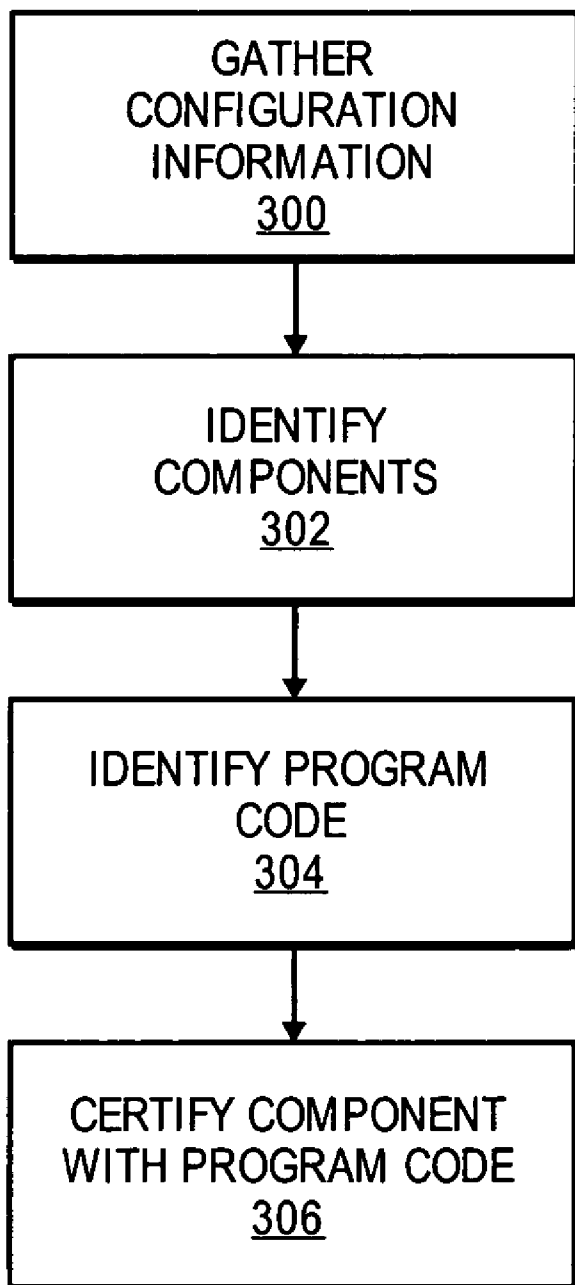 GATHER
CONFIGURATION
INFORMATION
300
IDENTIFY
COMPONENTS
302
IDENTIFY PROGRAM
CODE
304
CERTIFY COMPONENT
WITH PROGRAM CODE
306